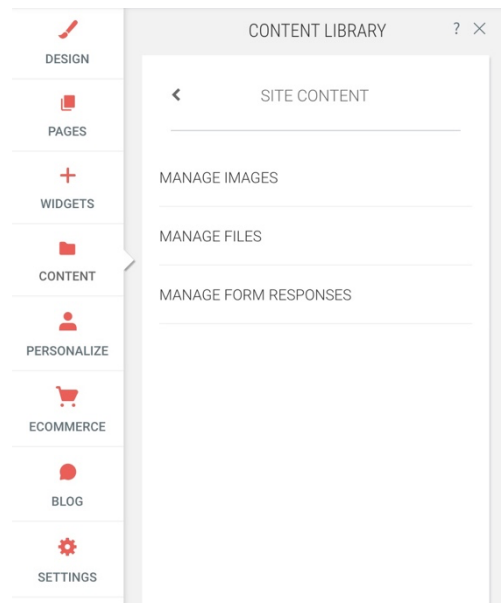 DESIGN
PAGES
WIDGETS
CONTENT
PERSONALIZE
ECOMMERCE
BLOG
SETTINGS
CONTENT LIBRARY ?
SITE CONTENT
MANAGE IMAGES
MANAGE FILES
MANAGE FORM RESPONSES